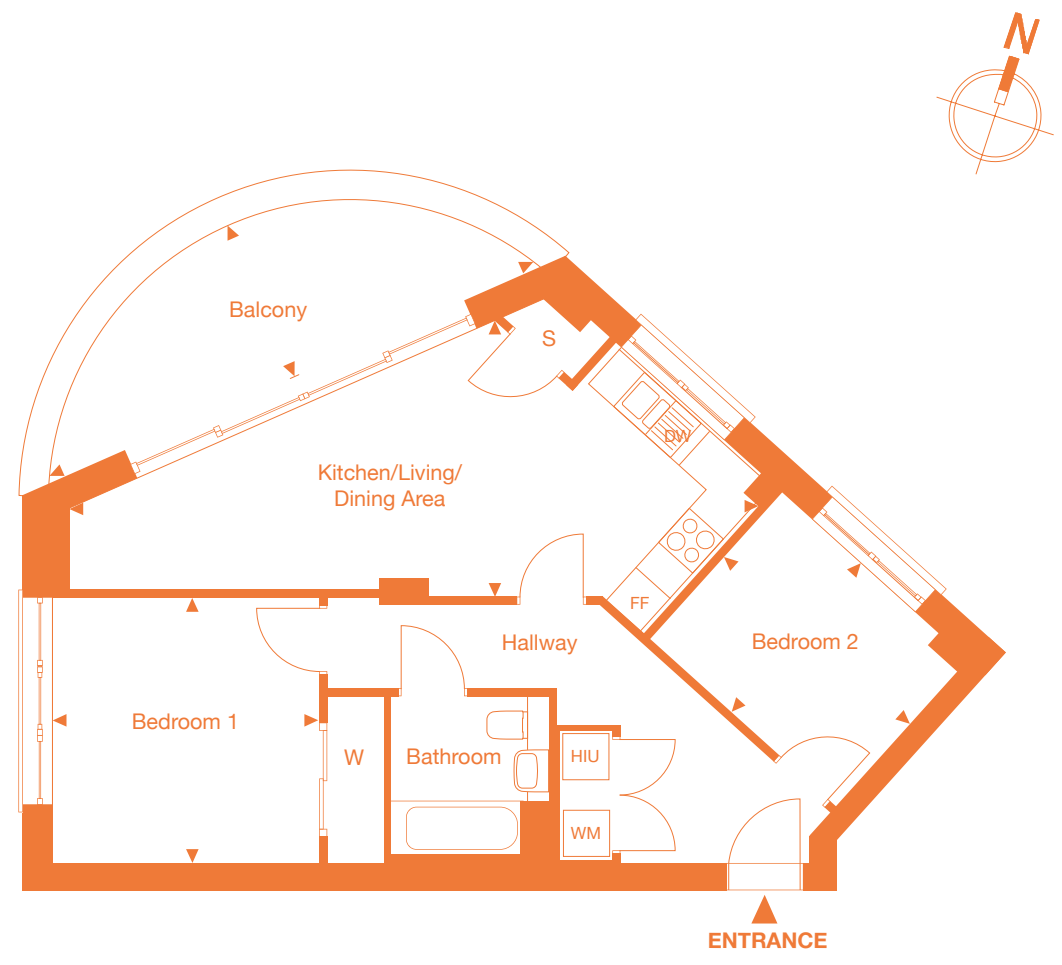 N
Balcony
S
DW
Kitchen/Living/
Dining Area
FF
Hallway
Bedroom 2
Bedroom 1
W
Bathroom
HIU
WM
ENTRANCE